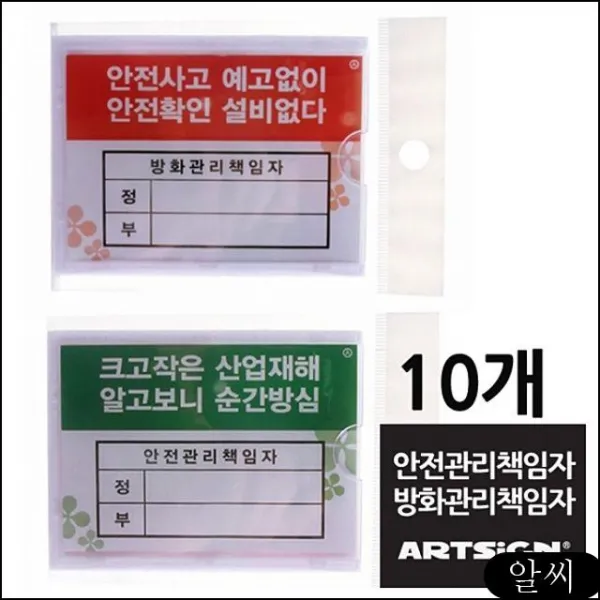 안전사고 예고없이
안전확인 설비없다
방화관리책임자
정
부
크고작은 산업재해
알고보니 순간방심
안전관리책임자
정
부
10개
안전관리책임자
방화관리책임자
ARTSiGN®
알씨